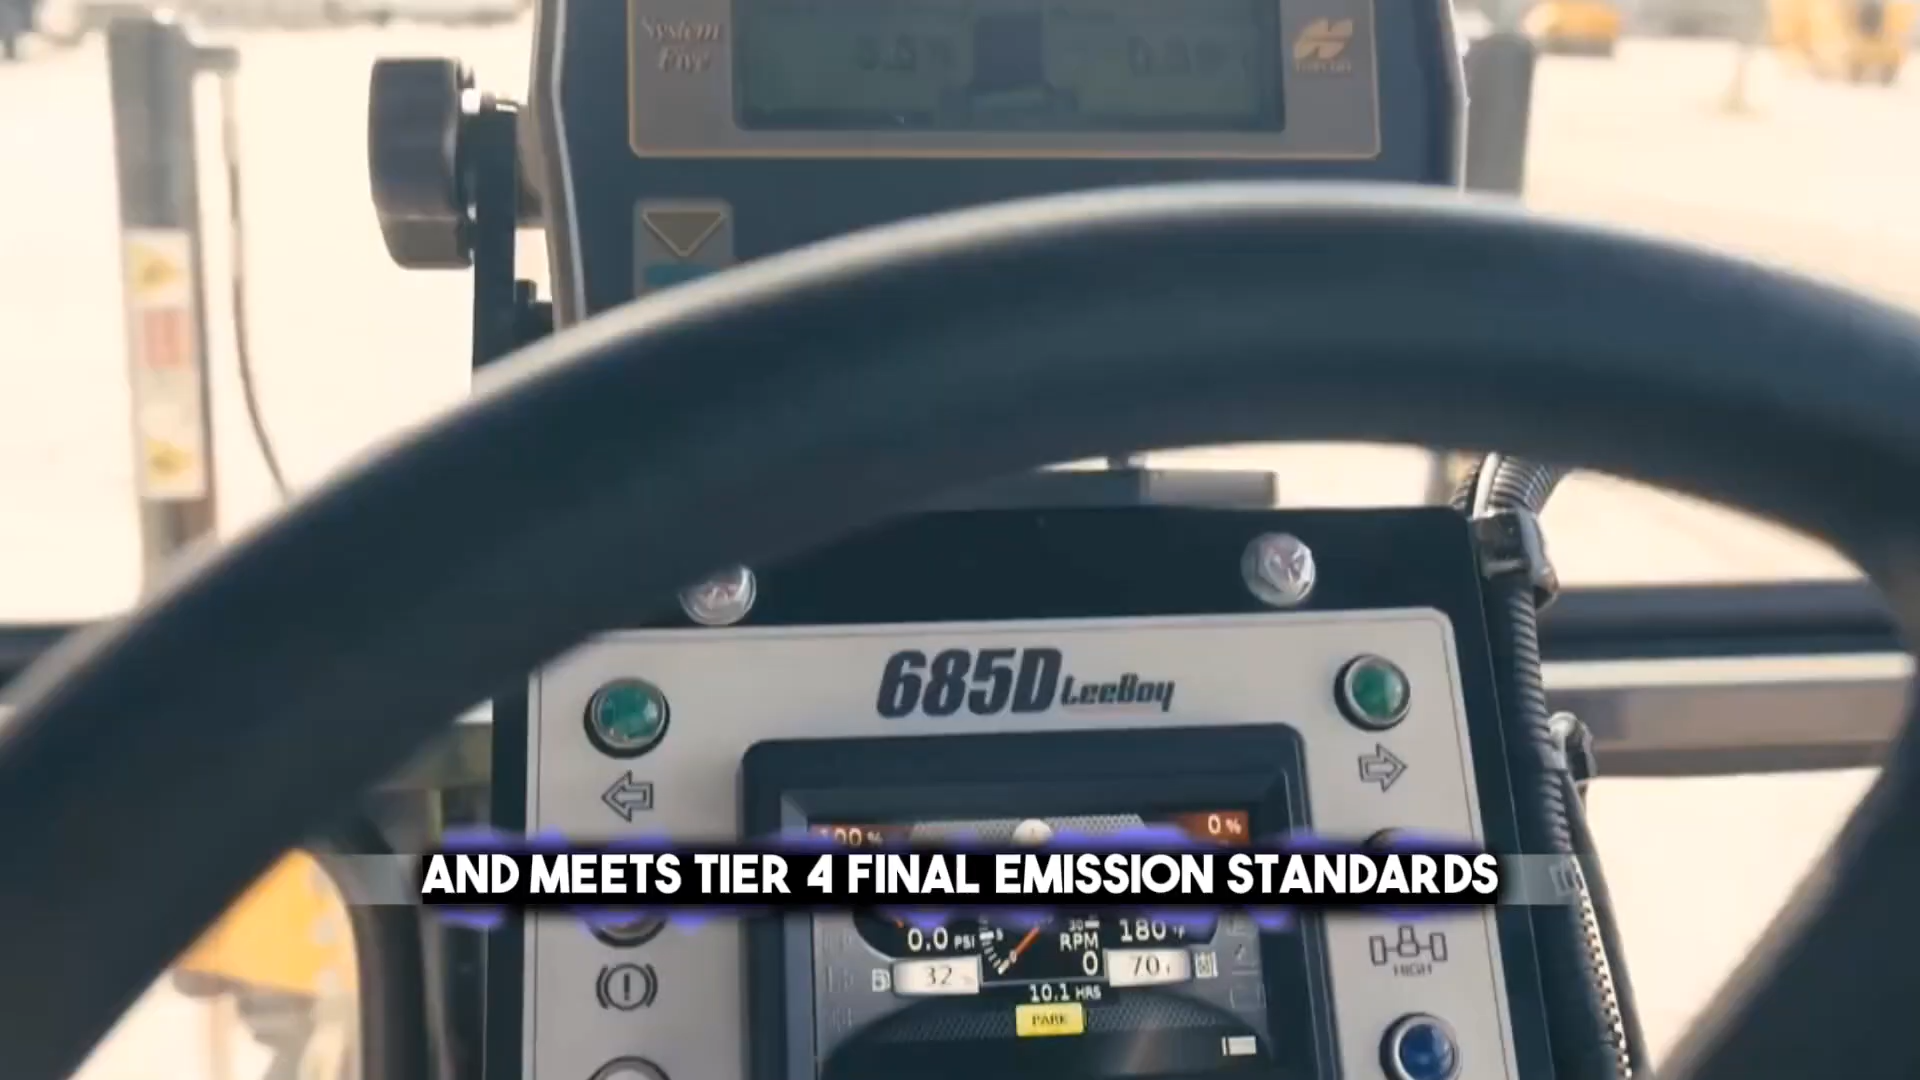 System
Five
685D LeeBoy
100 %
0 %
AND MEETS TIER 4 FINAL EMISSION STANDARDS
0.0 PSI
RPM
0
180 °F
32
70
HIGH
10.1 HRS
PARK